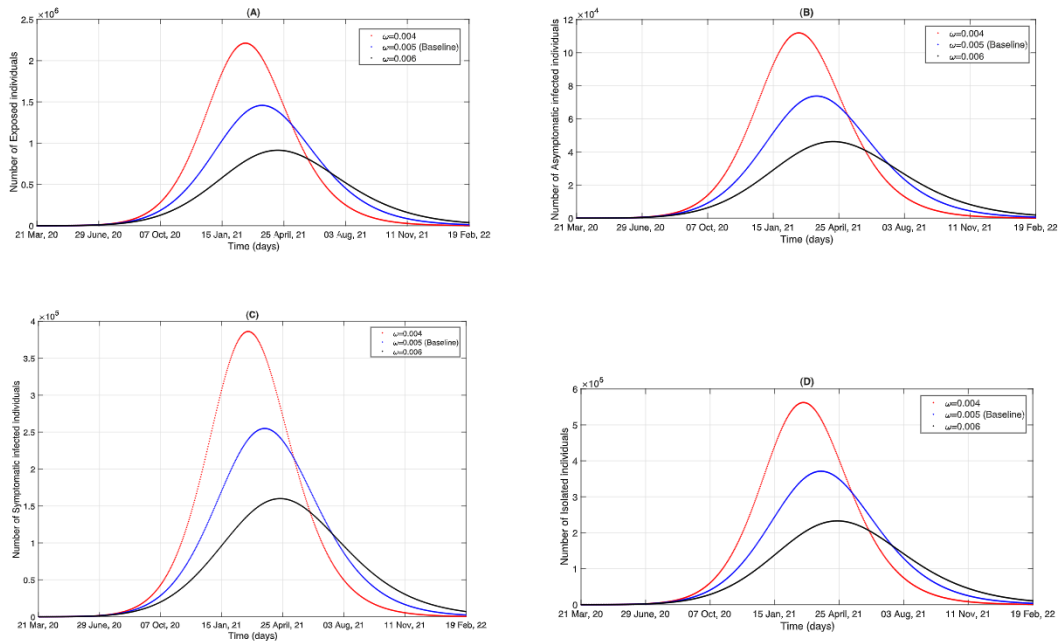 (A)
×10^6
2.5
2
1.5
1
0.5
0
Number of Exposed individuals
ω=0.004
ω=0.005 (Baseline)
ω=0.006
21 Mar, 20 29 June, 20 07 Oct, 20 15 Jan, 21 25 April, 21 03 Aug, 21 11 Nov, 21 19 Feb, 22
Time (days)
(B)
×10^4
12
10
8
6
4
2
0
Number of Asymptomatic infected individuals
ω=0.004
ω=0.005 (Baseline)
ω=0.006
21 Mar, 20 29 June, 20 07 Oct, 20 15 Jan, 21 25 April, 21 03 Aug, 21 11 Nov, 21 19 Feb, 22
Time (days)
(C)
×10^5
4
3.5
3
2.5
2
1.5
1
0.5
0
Number of Symptomatic infected individuals
ω=0.004
ω=0.005 (Baseline)
ω=0.006
21 Mar, 20 29 June, 20 07 Oct, 20 15 Jan, 21 25 April, 21 03 Aug, 21 11 Nov, 21 19 Feb, 22
Time (days)
(D)
×10^5
6
5
4
3
2
1
0
Number of Isolated individuals
ω=0.004
ω=0.005 (Baseline)
ω=0.006
21 Mar, 20 29 June, 20 07 Oct, 20 15 Jan, 21 25 April, 21 03 Aug, 21 11 Nov, 21 19 Feb, 22
Time (days)